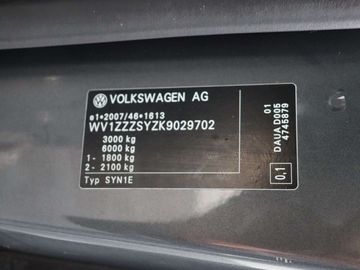 VOLKSWAGEN AG
e1*2007/46*1613
WV1ZZZSYZK9029702
3000 kg
6000 kg
1- 1800 kg
2- 2100 kg
Typ SYN1E
01
DAUA D005
4745879
0.1